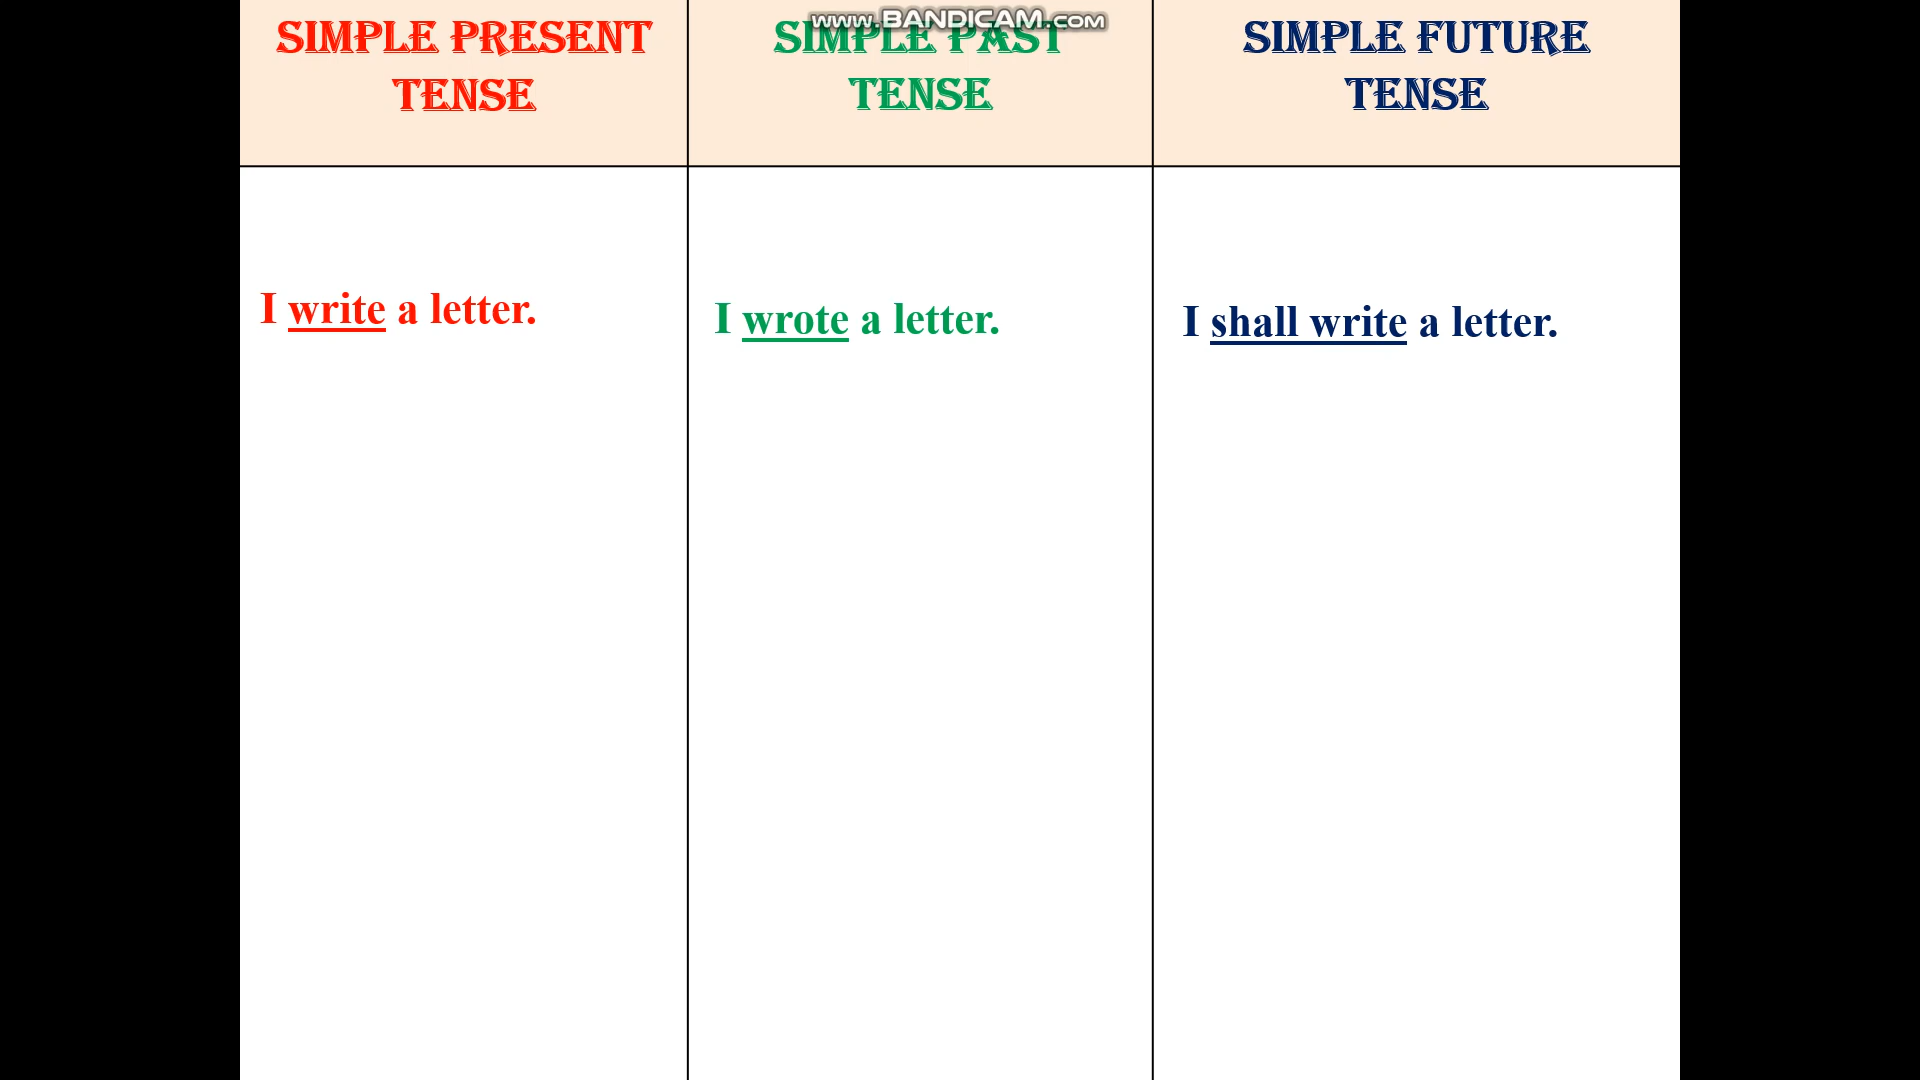 www.BANDICAM.com
SIMPLE PRESENT
TENSE
SIMPLE PAST
TENSE
SIMPLE FUTURE
TENSE
I write a letter.
I wrote a letter.
I shall write a letter.